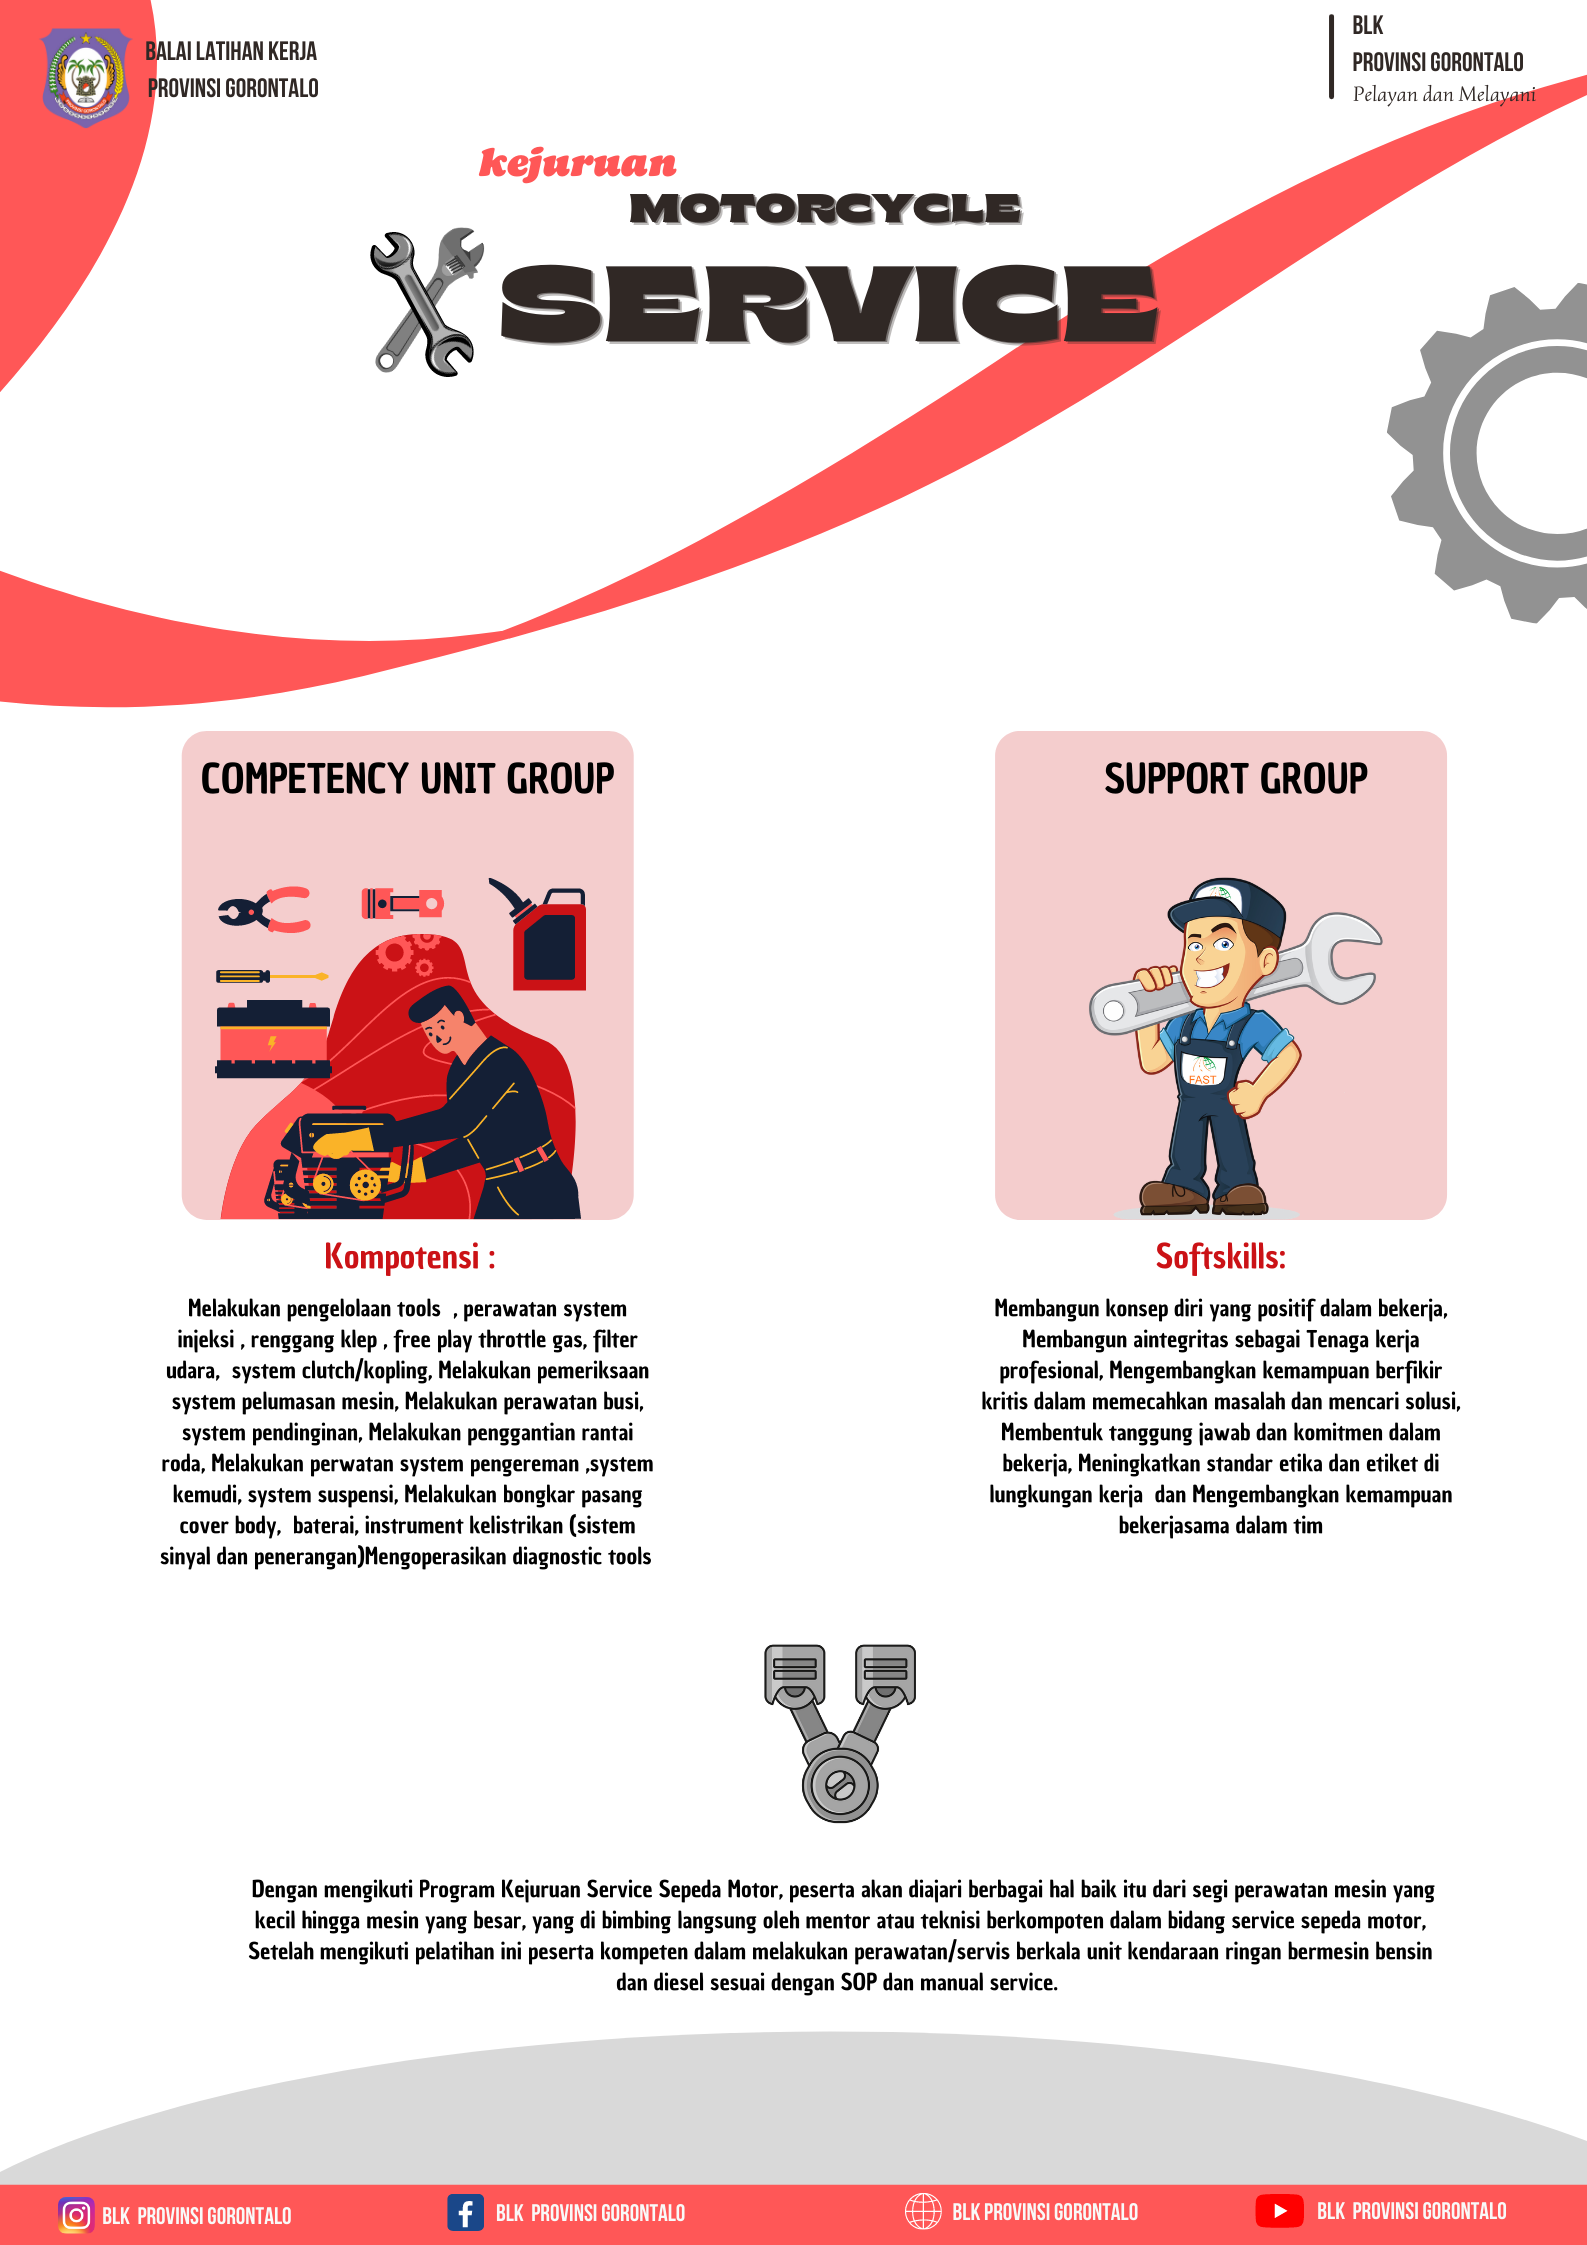 BALAI LATIHAN KERJA
PROVINSI GORONTALO
BLK
PROVINSI GORONTALO
Pelayan dan Melayani
kejuruan
MOTORCYCLE
SERVICE
COMPETENCY UNIT GROUP
Kompotensi :
Melakukan pengelolaan tools , perawatan system
injeksi , renggang klep , free play throttle gas, filter
udara, system clutch/kopling, Melakukan pemeriksaan
system pelumasan mesin, Melakukan perawatan busi,
system pendinginan, Melakukan penggantian rantai
roda, Melakukan perwatan system pengereman ,system
kemudi, system suspensi, Melakukan bongkar pasang
cover body, baterai, instrument kelistrikan (sistem
sinyal dan penerangan)Mengoperasikan diagnostic tools
SUPPORT GROUP
FAST
Softskills:
Membangun konsep diri yang positif dalam bekerja,
Membangun aintegritas sebagai Tenaga kerja
profesional, Mengembangkan kemampuan berfikir
kritis dalam memecahkan masalah dan mencari solusi,
Membentuk tanggung jawab dan komitmen dalam
bekerja, Meningkatkan standar etika dan etiket di
lungkungan kerja dan Mengembangkan kemampuan
bekerjasama dalam tim
Dengan mengikuti Program Kejuruan Service Sepeda Motor, peserta akan diajari berbagai hal baik itu dari segi perawatan mesin yang
kecil hingga mesin yang besar, yang di bimbing langsung oleh mentor atau teknisi berkompoten dalam bidang service sepeda motor,
Setelah mengikuti pelatihan ini peserta kompeten dalam melakukan perawatan/servis berkala unit kendaraan ringan bermesin bensin
dan diesel sesuai dengan SOP dan manual service.
BLK PROVINSI GORONTALO
BLK PROVINSI GORONTALO
BLK PROVINSI GORONTALO
BLK PROVINSI GORONTALO